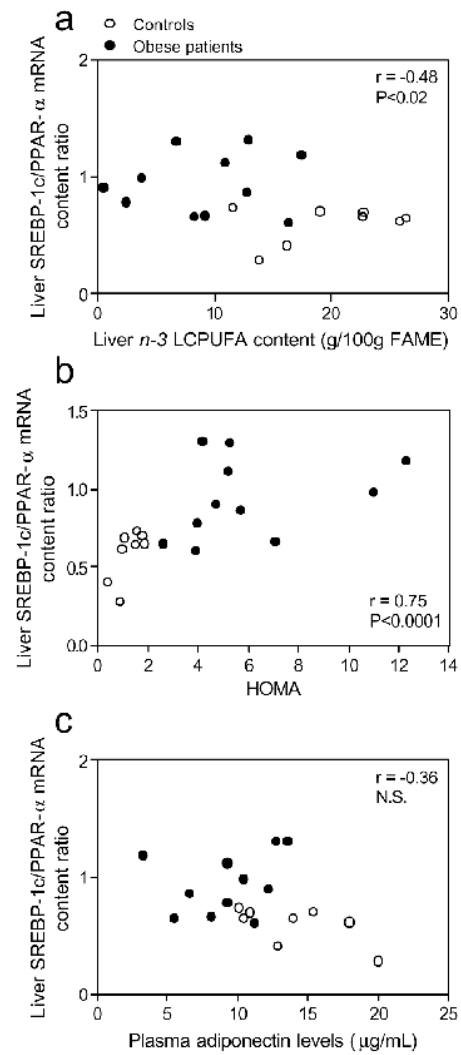 a
Controls
Obese patients
r = -0.48
P<0.02
Liver SREBP-1c/PPAR-α mRNA
content ratio
2
1
0
0 10 20 30
Liver n-3 LCPUFA content (g/100g FAME)
b
r = 0.75
P<0.0001
Liver SREBP-1c/PPAR-α mRNA
content ratio
1.5
1.0
0.5
0.0
0 2 4 6 8 10 12 14
HOMA
c
r = -0.36
N.S.
Liver SREBP-1c/PPAR-α mRNA
content ratio
2
1
0
0 5 10 15 20 25
Plasma adiponectin levels (μg/mL)